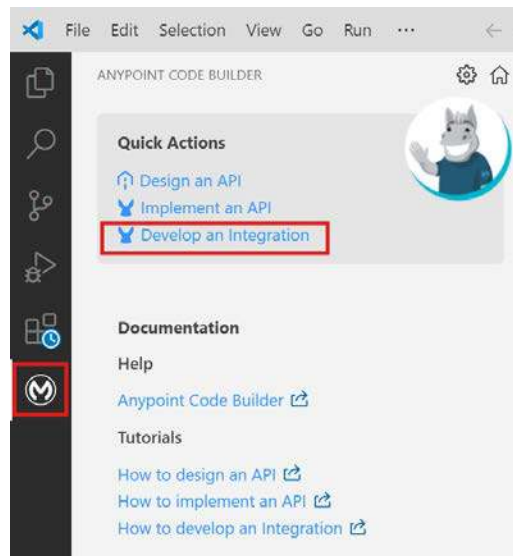 File Edit Selection View Go Run ...
ANYPOINT CODE BUILDER
Quick Actions
Design an API
Implement an API
Develop an Integration
Documentation
Help
Anypoint Code Builder
Tutorials
How to design an API
How to implement an API
How to develop an Integration